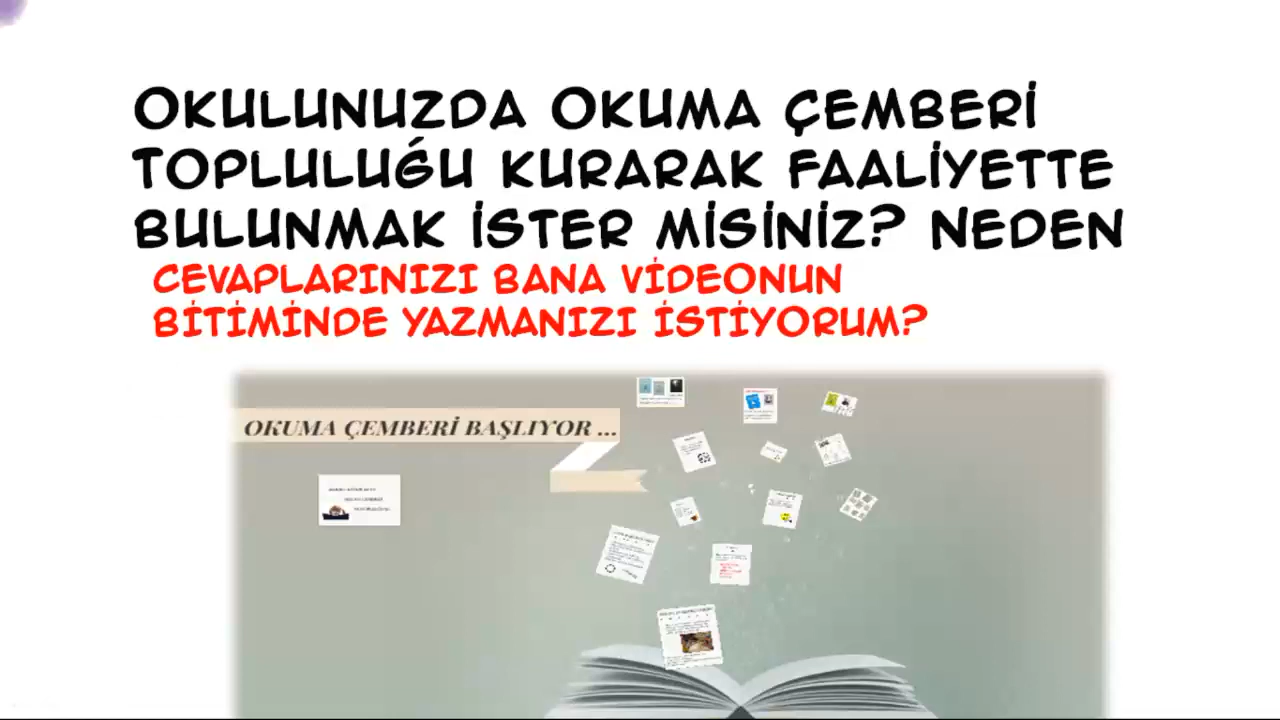 OKULUNUZDA OKUMA ÇEMBERİ
TOPLULUĞU KURARAK FAALİYETTE
BULUNMAK İSTER MİSİNİZ? NEDEN
CEVAPLARINIZI BANA VİDEONUN
BİTİMİNDE YAZMANIZI İSTİYORUM?
OKUMA ÇEMBERİ BAŞLIYOR ...